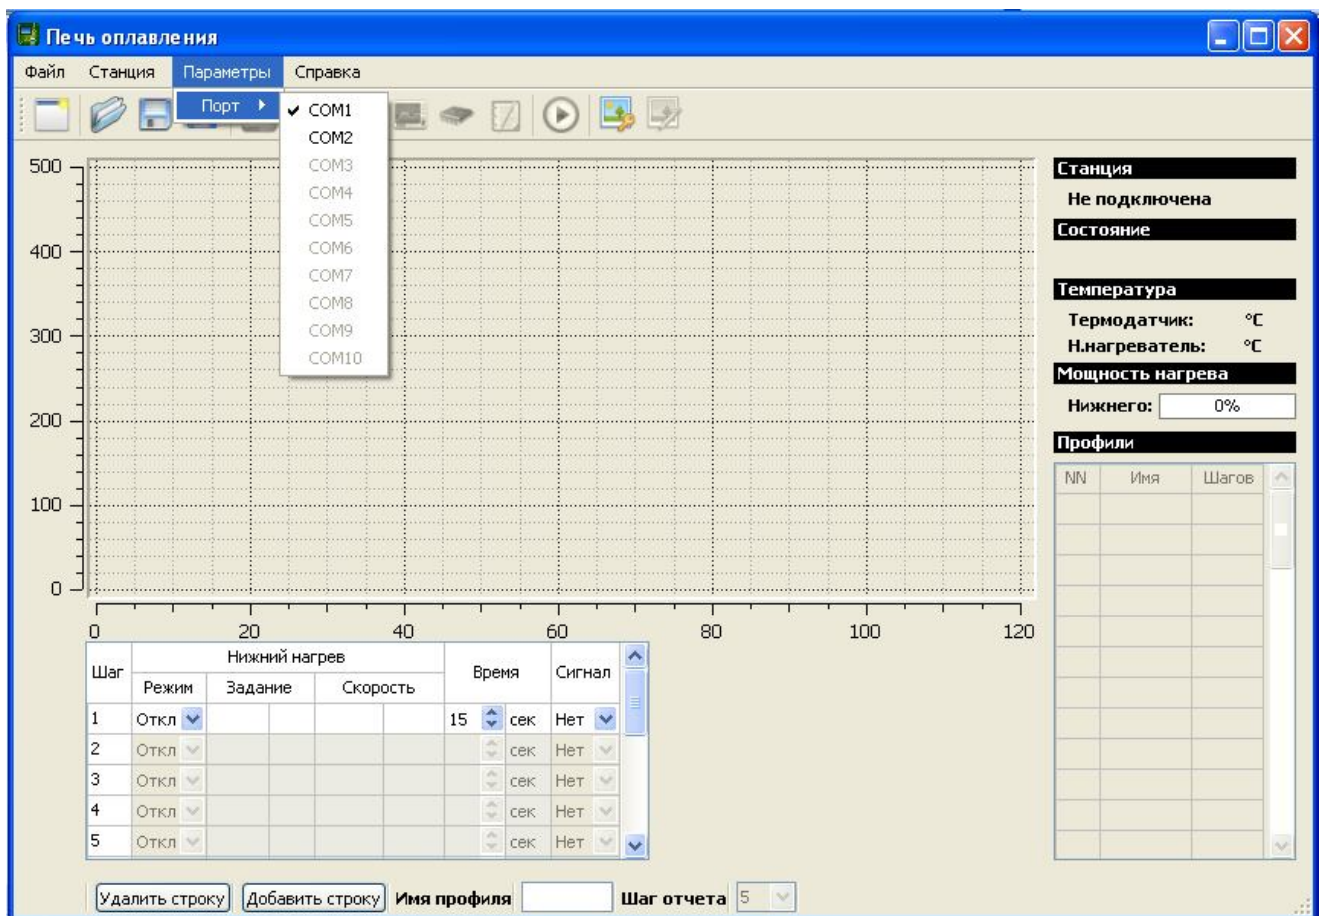 Печь оплавления
Файл Станция Параметры Справка
Порт
COM1
COM2
COM3
COM4
COM5
COM6
COM7
COM8
COM9
COM10
500
400
300
200
100
0
0 20 40 60 80 100 120
Станция
Не подключена
Состояние
Температура
Термодатчик: °C
Н.нагреватель: °C
Мощность нагрева
Нижнего: 0%
Профили
NN Имя Шагов
Шаг Нижний нагрев Время Сигнал
Режим Задание Скорость
1 Откл 15 сек Нет
2 Откл сек Нет
3 Откл сек Нет
4 Откл сек Нет
5 Откл сек Нет
Удалить строку Добавить строку Имя профиля Шаг отчета 5